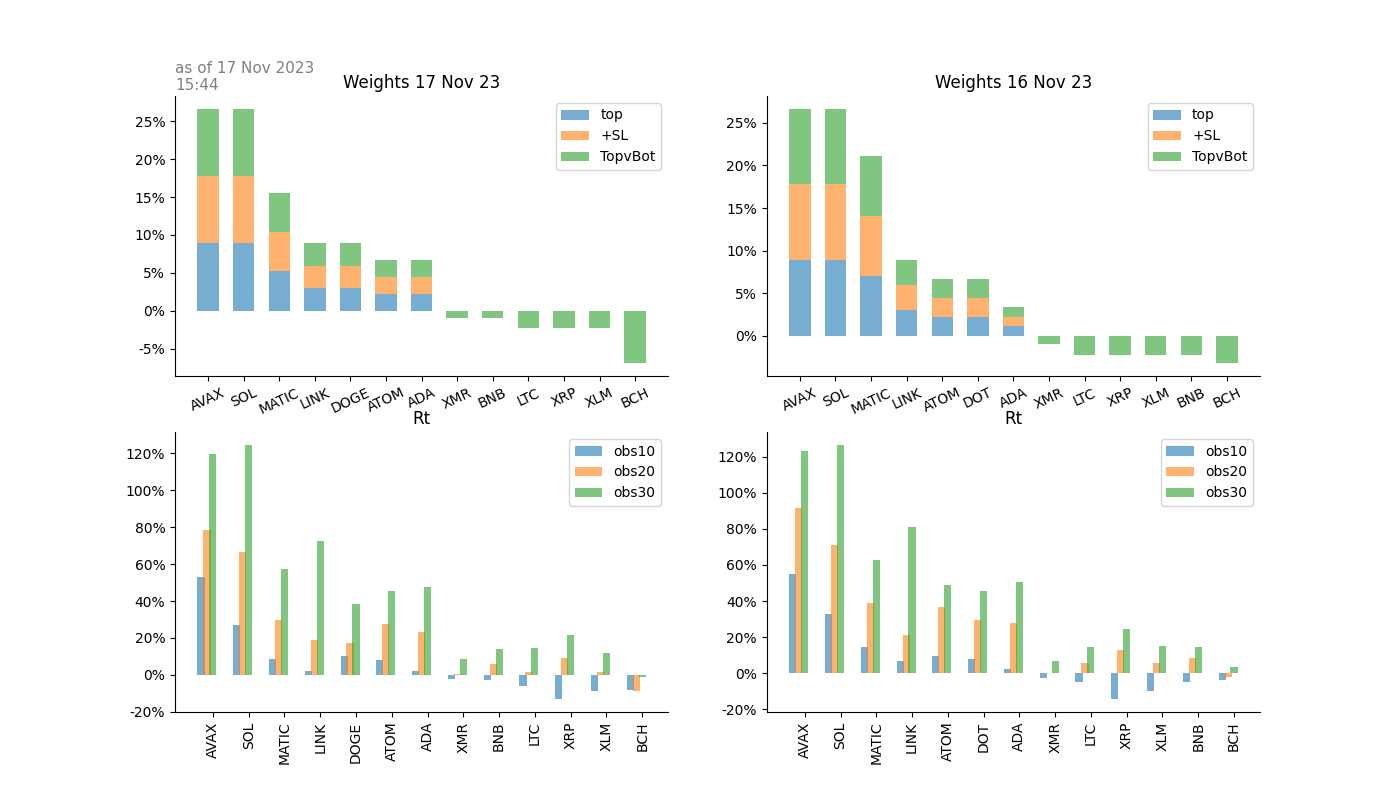 as of 17 Nov 2023
15:44
Weights 17 Nov 23
25%
20%
15%
10%
5%
0%
-5%
top
+SL
TopvBot
AVAX SOL MATIC LINK DOGE ATOM ADA XMR BNB LTC XRP XLM BCH
Weights 16 Nov 23
25%
20%
15%
10%
5%
0%
top
+SL
TopvBot
AVAX SOL MATIC LINK ATOM DOT ADA XMR LTC XRP XLM BNB BCH
Rt
120%
100%
80%
60%
40%
20%
0%
-20%
obs10
obs20
obs30
AVAX SOL MATIC LINK DOGE ATOM ADA XMR BNB LTC XRP XLM BCH
Rt
120%
100%
80%
60%
40%
20%
0%
-20%
obs10
obs20
obs30
AVAX SOL MATIC LINK ATOM DOT ADA XMR LTC XRP XLM BNB BCH